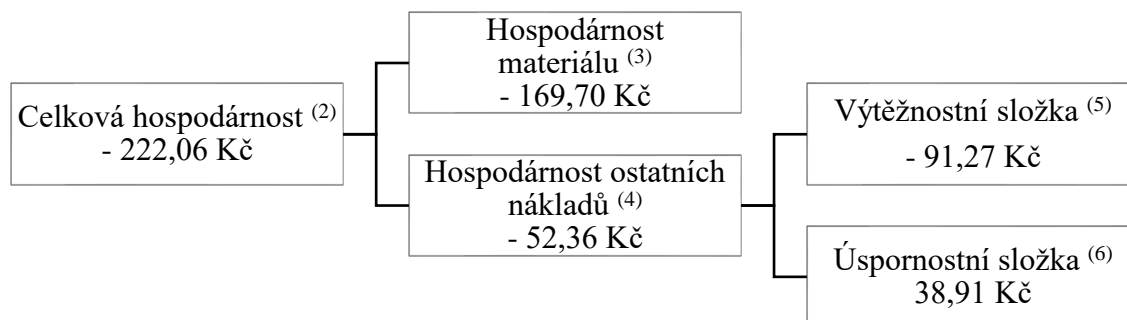 Hospodárnost
materiálu (3)
- 169,70 Kč
Celková hospodárnost (2)
- 222,06 Kč
Hospodárnost ostatních
nákladů (4)
- 52,36 Kč
Výtěžnostní složka (5)
- 91,27 Kč
Úspornostní složka (6)
38,91 Kč